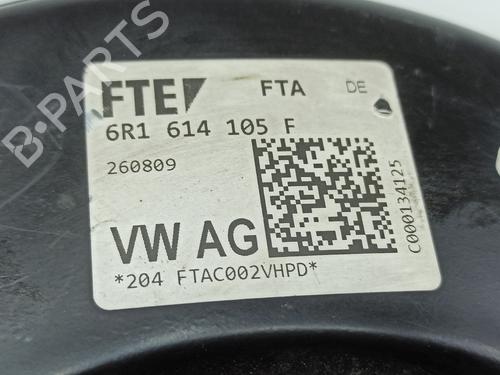 FTE FTA DE
6R1 614 105 F
260809
VW AG
*204 FTAC002VHPD*
C000134125
B-PARTS